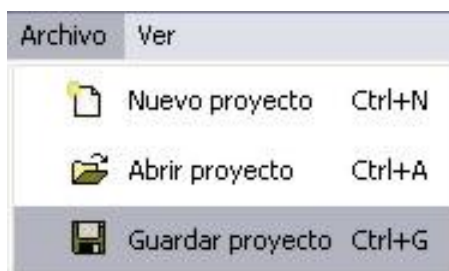 Archivo Ver
Nuevo proyecto Ctrl+N
Abrir proyecto Ctrl+A
Guardar proyecto Ctrl+G